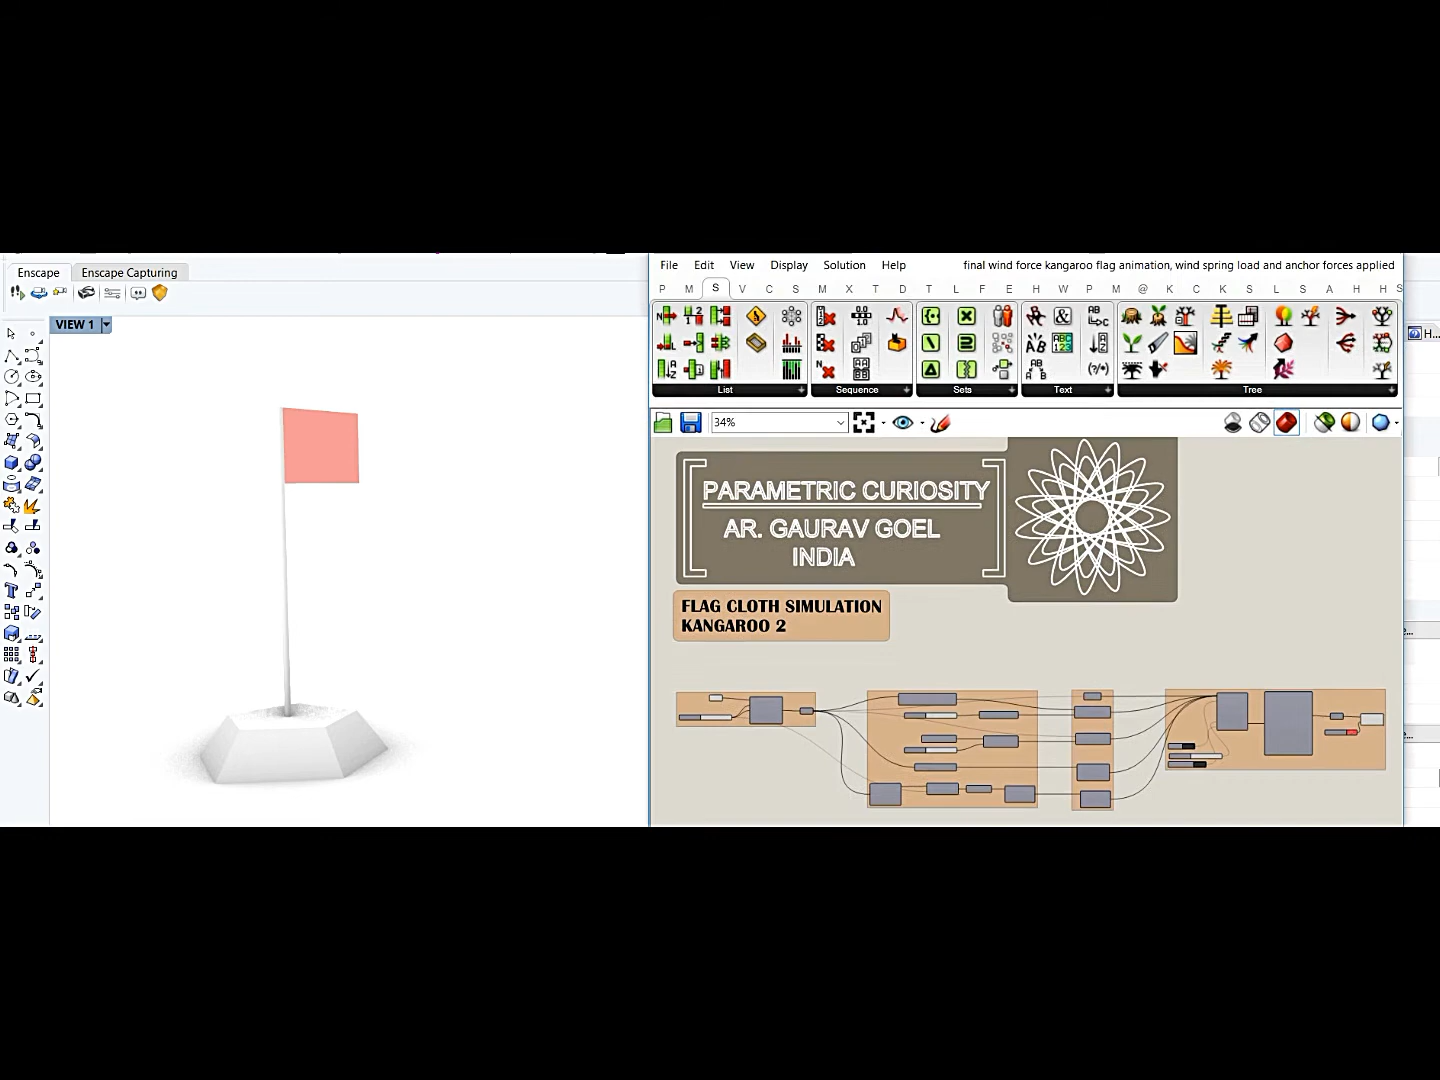 Enscape
Enscape Capturing
VIEW 1
File Edit View Display Solution Help
final wind force kangaroo flag animation, wind spring load and anchor forces applied
P M S V C S M X T D T L F E H W P M @ K C K S L S A H H S
List
Sequence
Sets
Text
Tree
34%
H...
PARAMETRIC CURIOSITY
AR. GAURAV GOEL
INDIA
FLAG CLOTH SIMULATION
KANGAROO 2